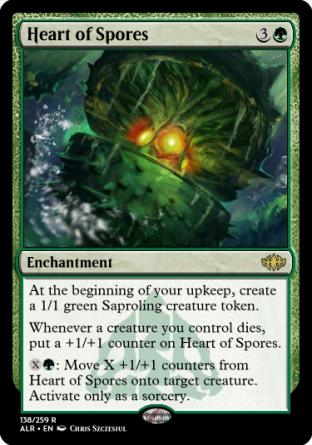 Heart of Spores 3
Enchantment
At the beginning of your upkeep, create
a 1/1 green Saproling creature token.
Whenever a creature you control dies,
put a +1/+1 counter on Heart of Spores.
X: Move X +1/+1 counters from
Heart of Spores onto target creature.
Activate only as a sorcery.
138/259 R
ALR • EN Chris Szczesiul